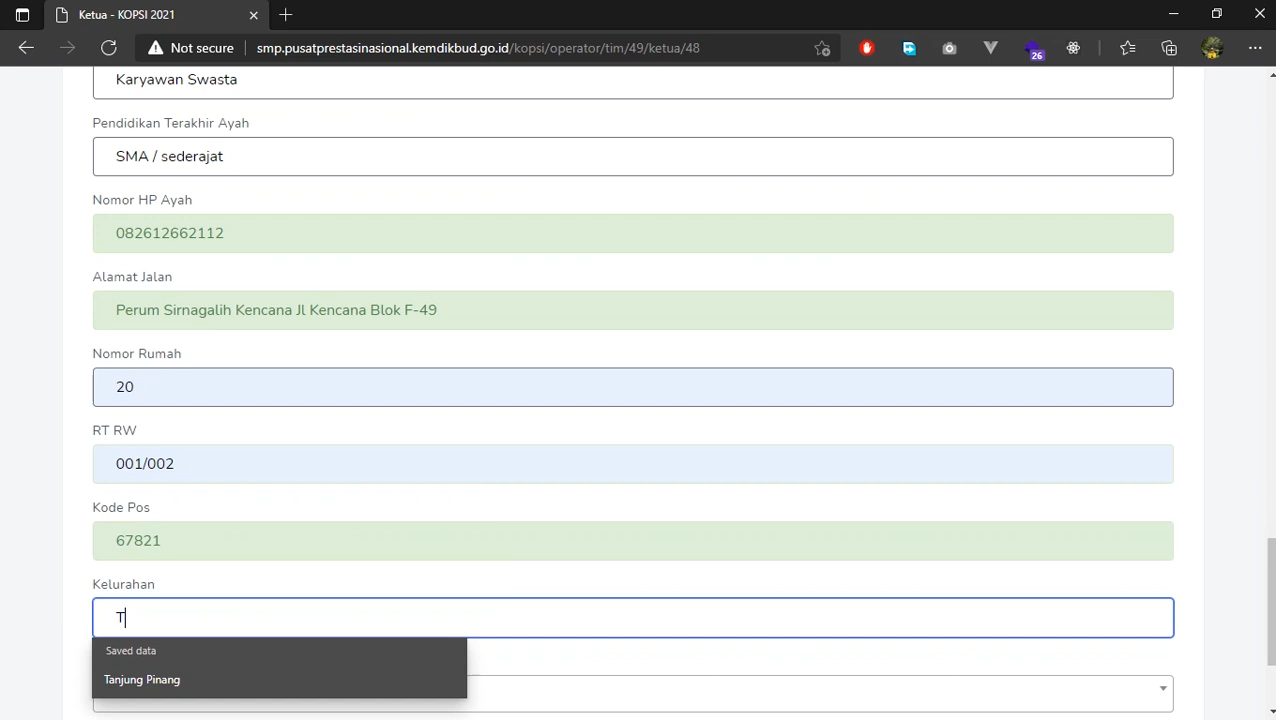 Ketua - KOPSI 2021
Not secure
smp.pusatprestasinasional.kemdikbud.go.id/kopsi/operator/tim/49/ketua/48
26
Karyawan Swasta
Pendidikan Terakhir Ayah
SMA / sederajat
Nomor HP Ayah
082612662112
Alamat Jalan
Perum Sirnagalih Kencana Jl Kencana Blok F-49
Nomor Rumah
20
RT RW
001/002
Kode Pos
67821
Kelurahan
T
Saved data
Tanjung Pinang